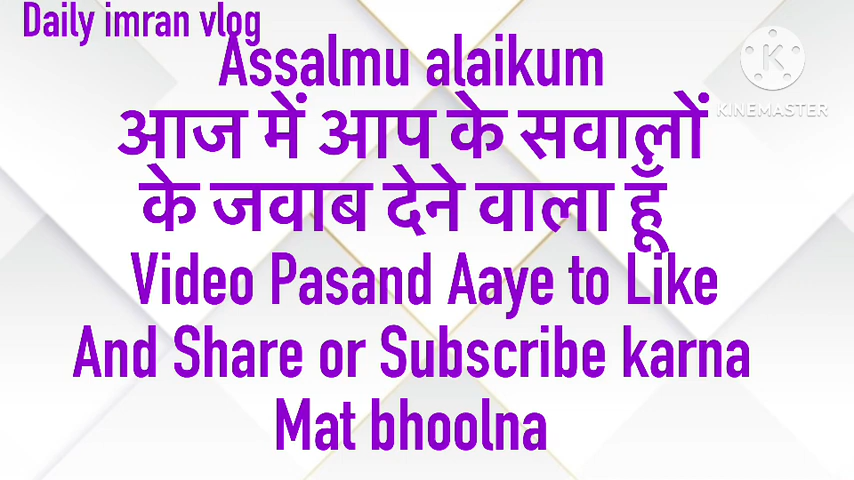 Daily imran vlog
Assalmu alaikum
KINEMASTER
आज में आप के सवालों
के जवाब देने वाला हूँ
Video Pasand Aaye to Like
And Share or Subscribe karna
Mat bhoolna